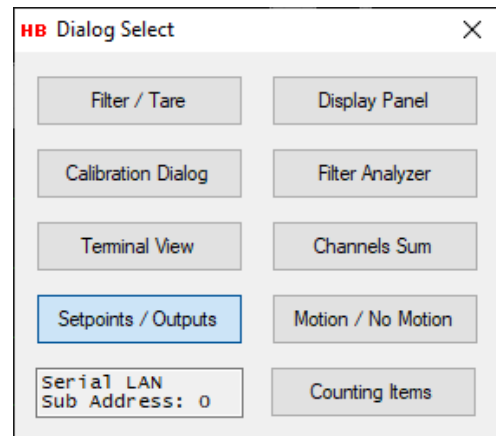 HB Dialog Select
Filter / Tare
Display Panel
Calibration Dialog
Filter Analyzer
Terminal View
Channels Sum
Setpoints / Outputs
Motion / No Motion
Serial LAN
Sub Address: 0
Counting Items